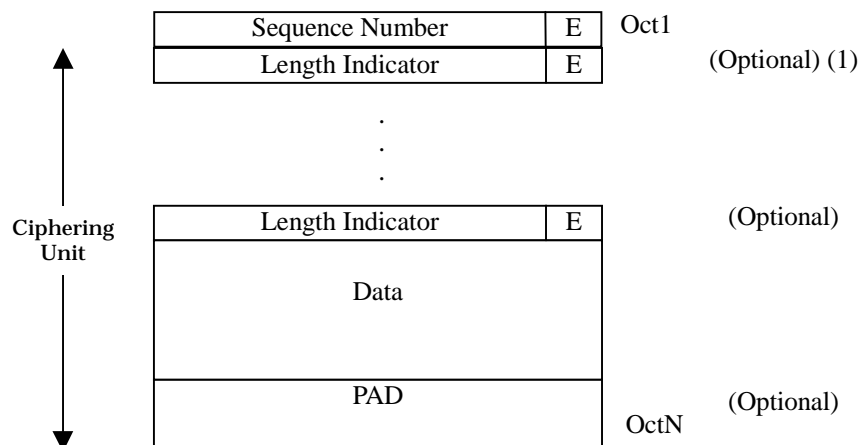 Sequence Number E Oct1
Length Indicator E (Optional) (1)
.
.
.
Length Indicator E (Optional)
Ciphering
Unit
Data
PAD (Optional)
OctN